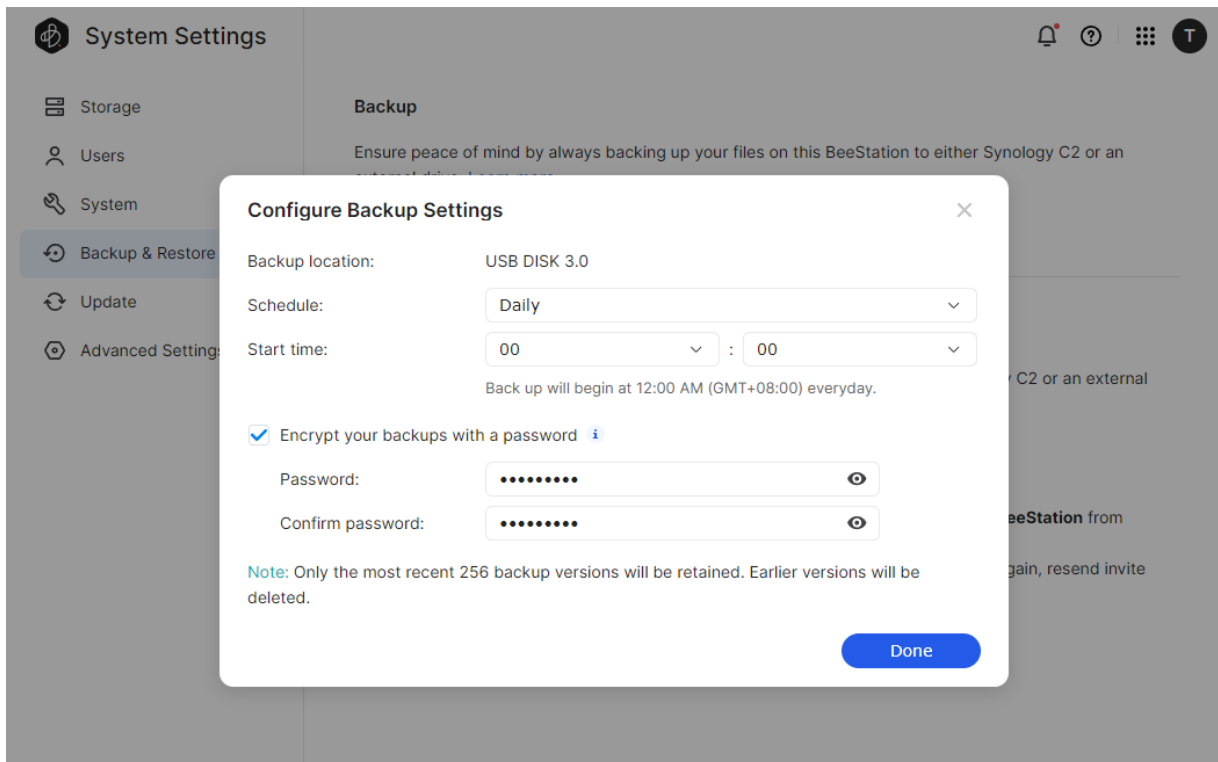 System Settings
T
Storage
Users
System
Backup & Restore
Update
Advanced Settings
Backup
Ensure peace of mind by always backing up your files on this BeeStation to either Synology C2 or an
external drive. Learn more
Configure Backup Settings
Backup location: USB DISK 3.0
Schedule: Daily
Start time: 00 : 00
Back up will begin at 12:00 AM (GMT+08:00) everyday.
Encrypt your backups with a password i
Password: •••••••••
Confirm password: •••••••••
Note: Only the most recent 256 backup versions will be retained. Earlier versions will be
deleted.
Done
C2 or an external
eeStation from
gain, resend invite